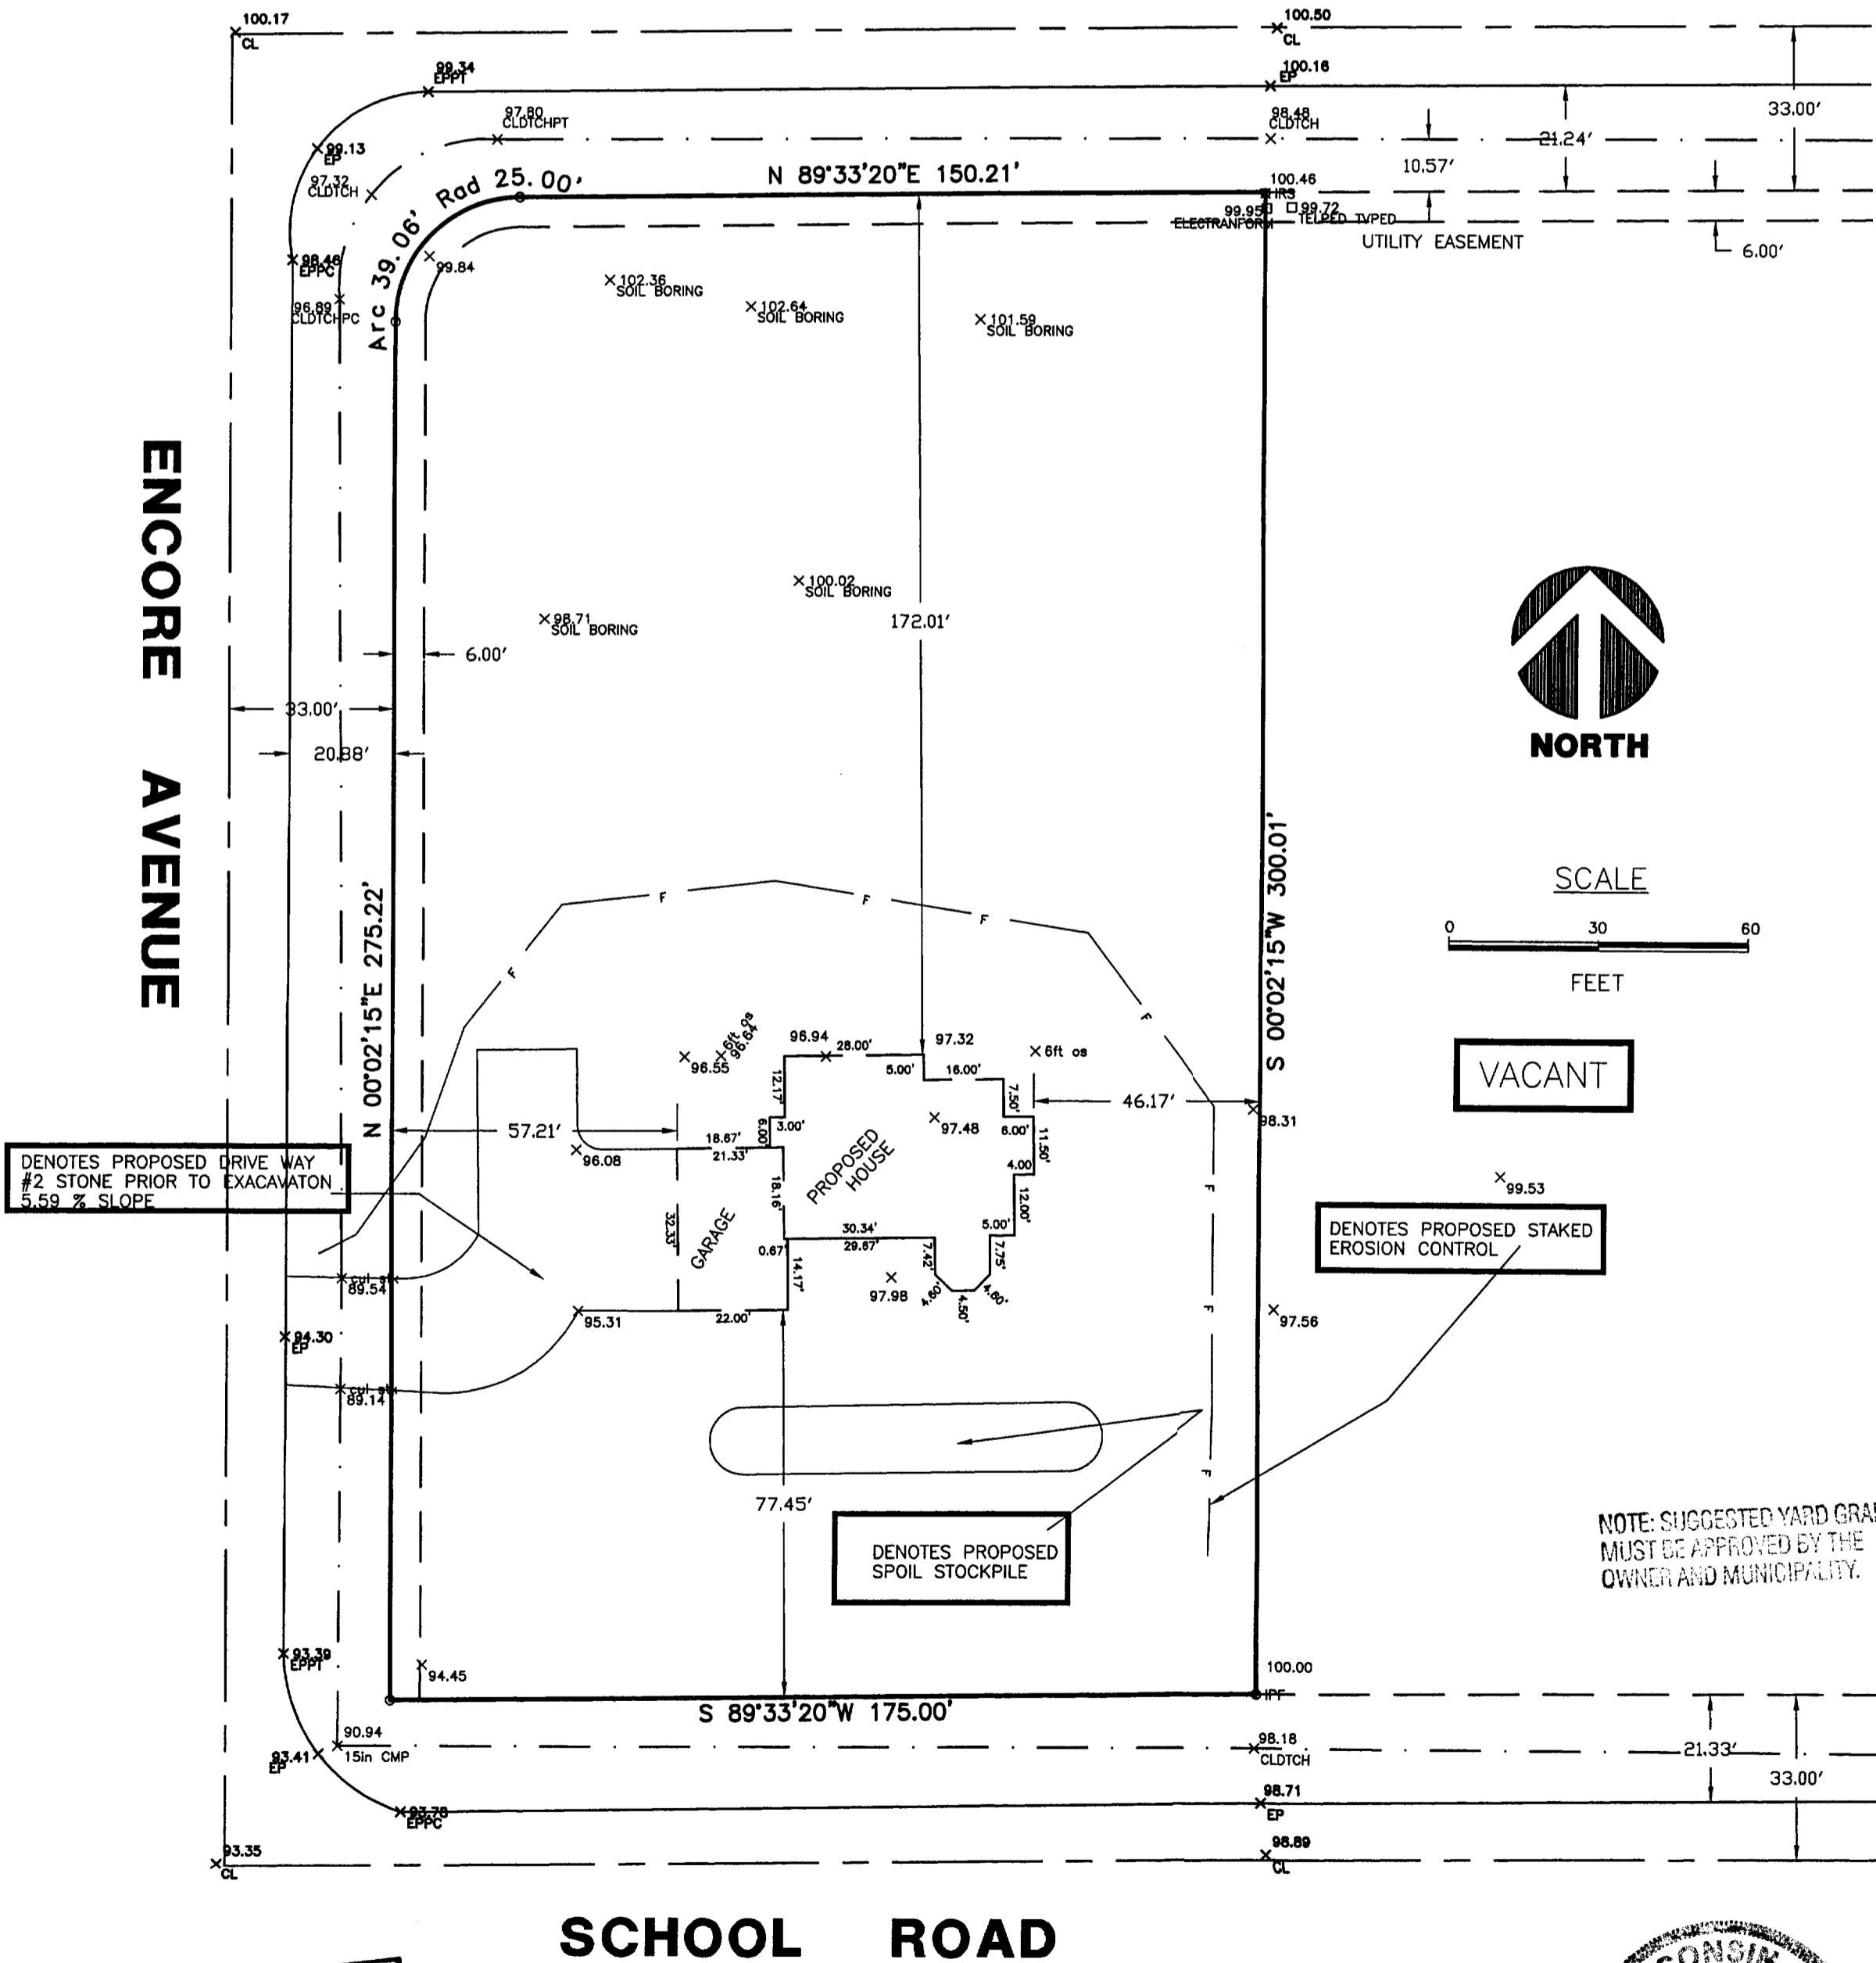 100.17
CL
100.50
CL
99.34
EPPT
100.16
EP
33.00'
97.80
CLDTCHPT
98.48
CLDTCH
21.24'
99.13
EP
10.57'
97.32
CLDTCH
Arc 39.06' Rad 25.00'
N 89°33'20"E 150.21'
100.46
IRS
99.95
ELECTRANFORM
99.72
TELPED TVPED
UTILITY EASEMENT
6.00'
98.46
EPPC
99.84
96.89
CLDTCHPC
102.36
SOIL BORING
102.64
SOIL BORING
101.59
SOIL BORING
ENCORE AVENUE
100.02
SOIL BORING
98.71
SOIL BORING
172.01'
6.00'
33.00'
20.88'
NORTH
N 00°02'15"E 275.22'
S 00°02'15"W 300.01'
SCALE
0 30 60
FEET
F
F
F
F
F
VACANT
96.55
6ft os
96.64
96.94
28.00'
97.32
6ft os
5.00'
16.00'
12.17'
7.50'
46.17'
98.31
57.21'
18.67'
21.33'
6.00'
3.00'
97.48
6.00'
11.50'
96.08
PROPOSED
HOUSE
4.00
DENOTES PROPOSED DRIVE WAY
#2 STONE PRIOR TO EXACAVATON
5.59 % SLOPE
99.53
18.16'
12.00'
F
32.33'
GARAGE
30.34'
29.67'
5.00'
0.67'
7.42'
7.75'
14.17'
DENOTES PROPOSED STAKED
EROSION CONTROL
89.54
97.98
4.60'
4.50'
4.60'
F
95.31
22.00'
97.56
94.30
EP
89.14
F
77.45'
DENOTES PROPOSED
SPOIL STOCKPILE
NOTE: SUGGESTED YARD
MUST BE APPROVED BY THE
OWNER AND MUNICIPALITY.
93.39
EPPT
94.45
100.00
IPF
S 89°33'20"W 175.00'
90.94
15in CMP
93.41
EP
98.18
CLDTCH
21.33'
33.00'
93.78
EPPC
98.71
EP
93.35
CL
98.89
CL
SCHOOL ROAD